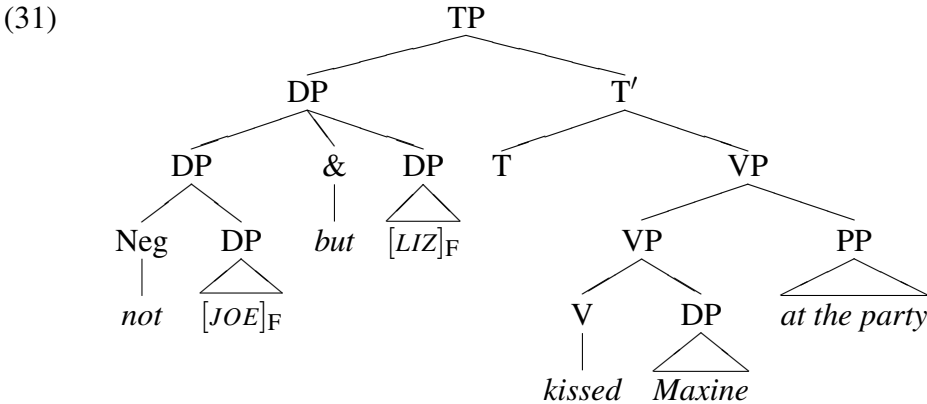 (31) TP
DP T′
DP & DP T VP
Neg DP but [LIZ]F VP PP
not [JOE]F V DP at the party
kissed Maxine